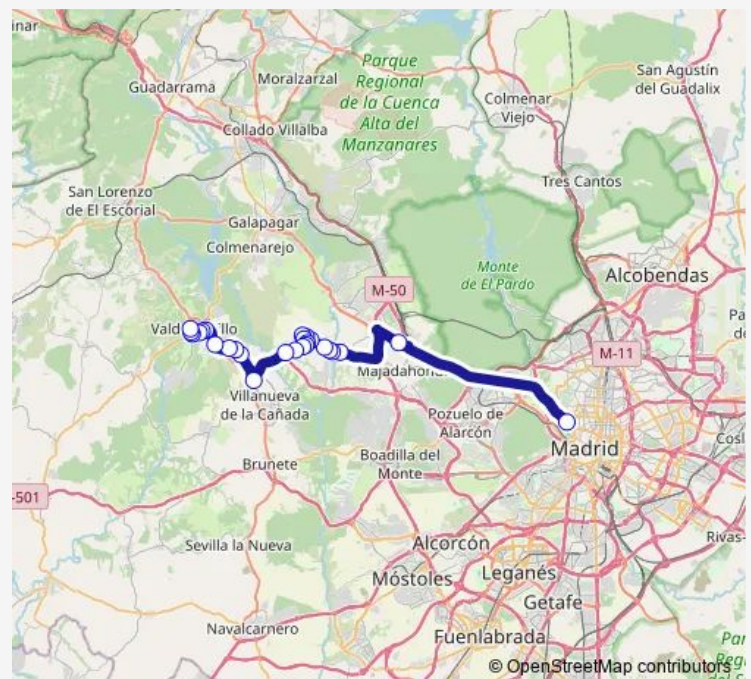 Guadarrama
Moralzarzal
Parque
Regional
de la Cuenca
Alta del
Manzanares
San Agustín
del Guadalix
Colmenar
Viejo
Collado Villalba
Tres Cantos
San Lorenzo
de El Escorial
Galapagar
Colmenarejo
Monte
de El Pardo
Alcobendas
M-50
M-11
Majadahon
Villanueva
de la Cañada
Pozuelo de
Alarcón
Madrid
Boadilla del
Monte
Brunete
-501
Sevilla la Nueva
Alcorcón
Rivas-
Móstoles
Leganés
Getafe
Navalcarnero
Fuenlabrada
© OpenStreetMap contributors